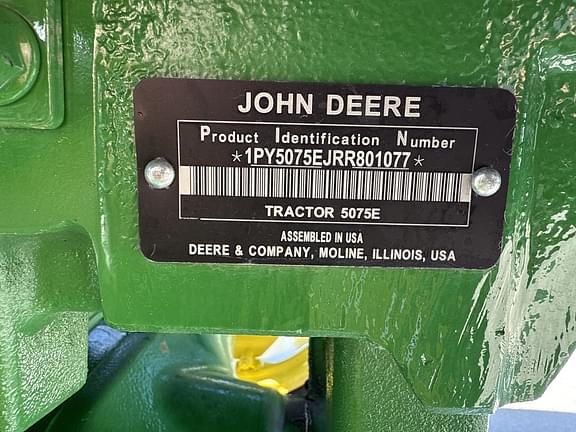 JOHN DEERE
Product Identification Number
*1PY5075EJRR801077*
TRACTOR 5075E
ASSEMBLED IN USA
DEERE & COMPANY, MOLINE, ILLINOIS, USA